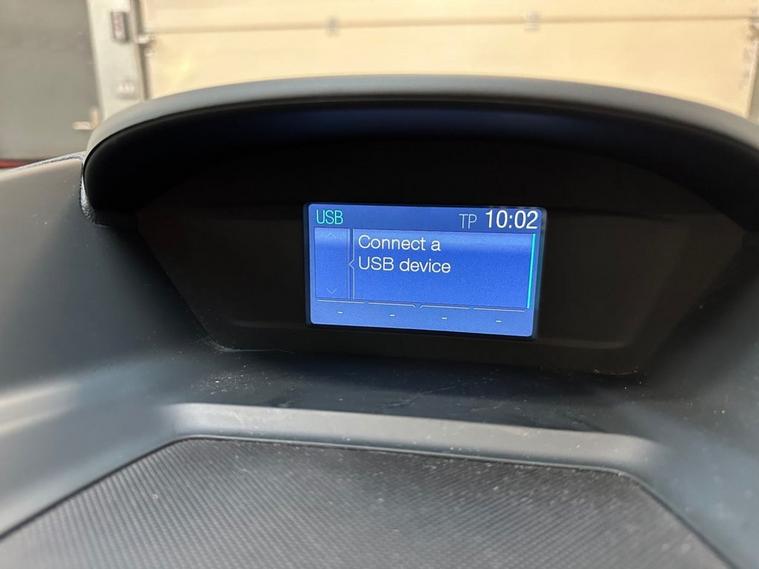 USB TP 10:02
Connect a
USB device